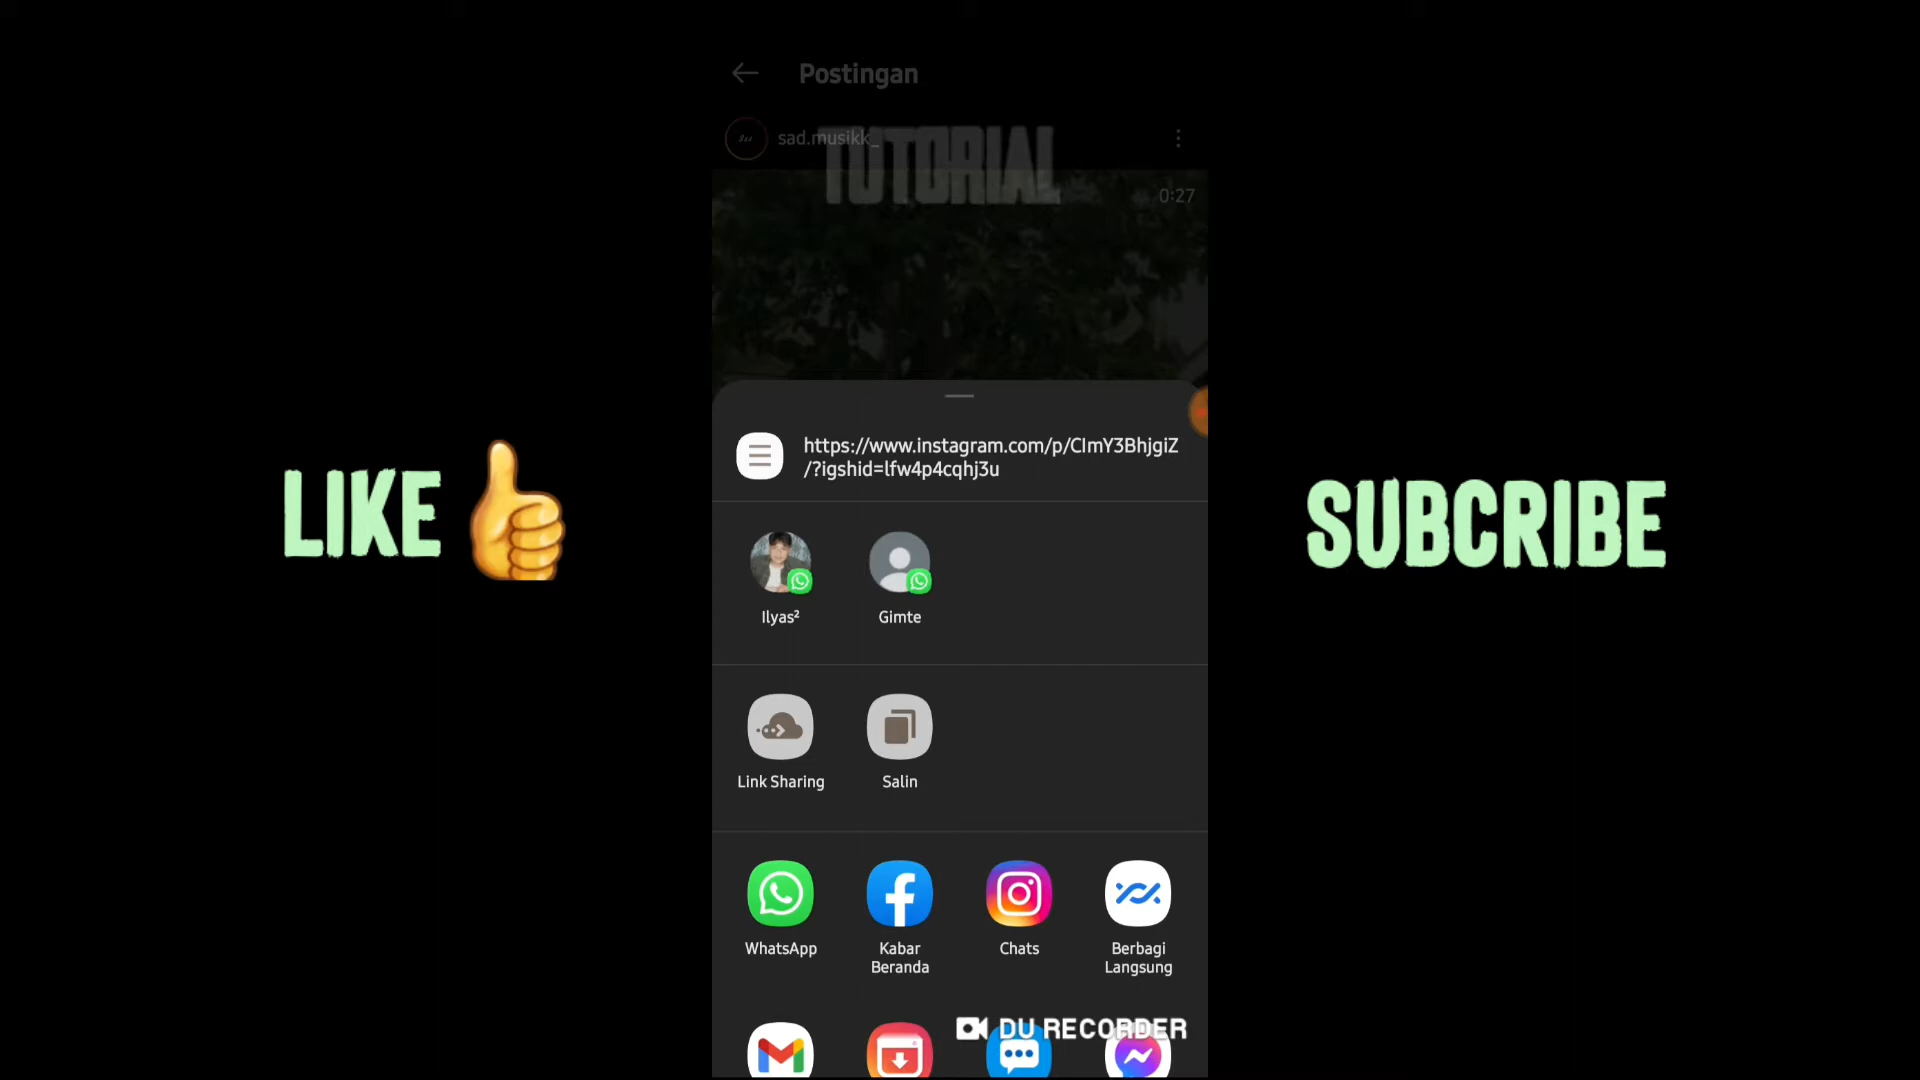 Postingan
sad.musikk_
TUTORIAL
0:27
https://www.instagram.com/p/CImY3BhjgiZ
/?igshid=lfw4p4cqhj3u
LIKE
SUBCRIBE
Ilyas²
Gimte
Link Sharing
Salin
WhatsApp
Kabar
Beranda
Chats
Berbagi
Langsung
DU RECORDER